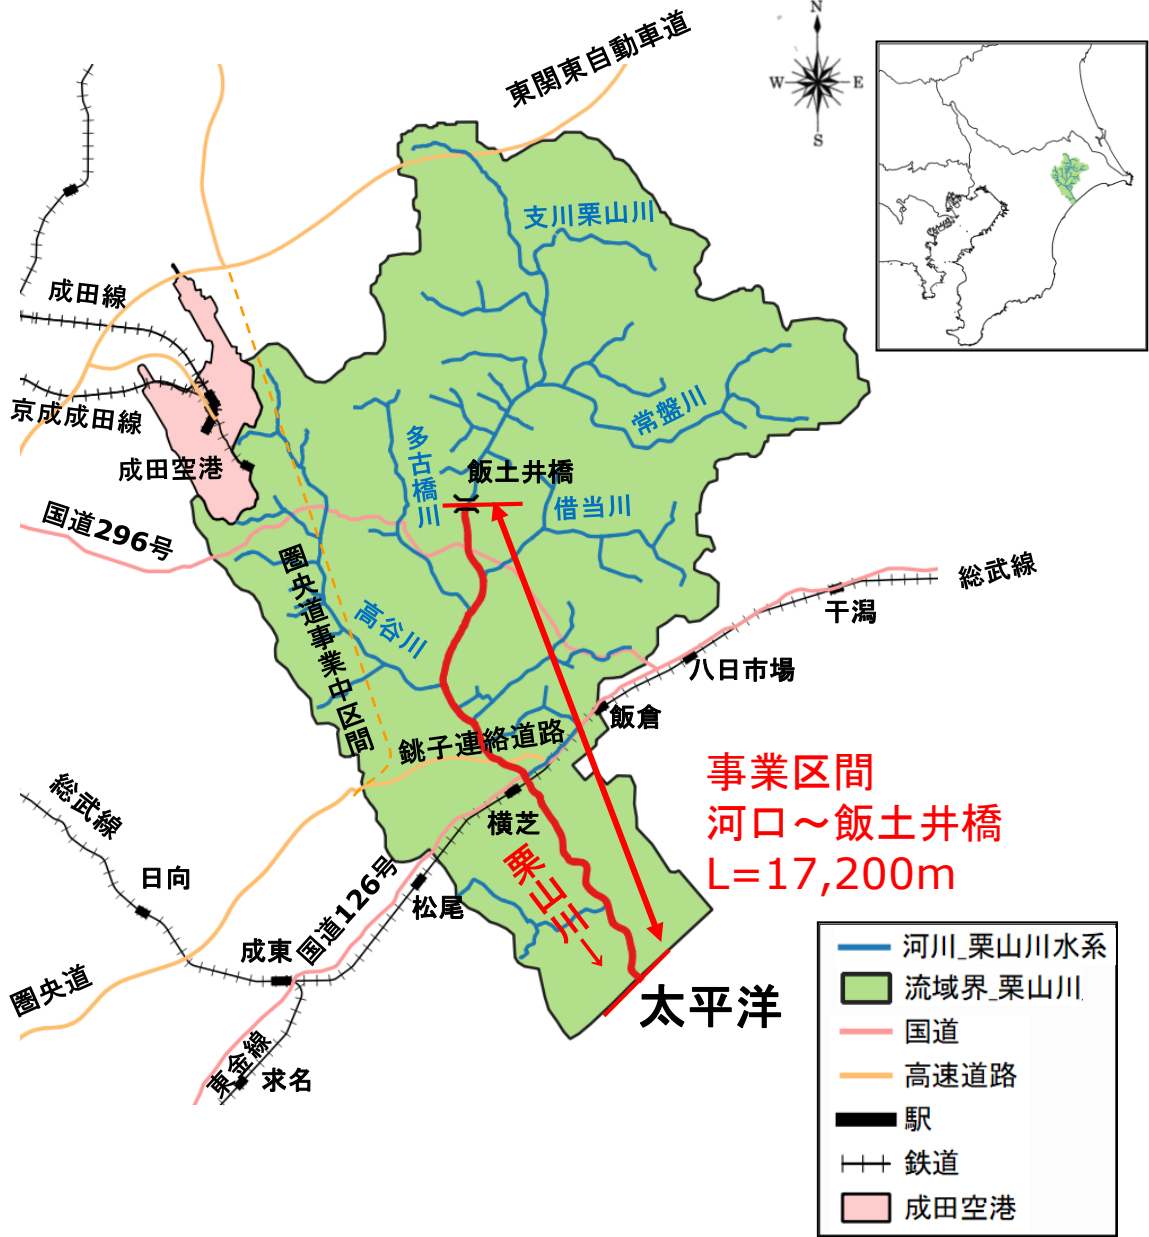 N
W
E
S
東関東自動車道
支川栗山川
成田線
京成成田線
成田空港
常盤川
多古橋川
飯土井橋
借当川
国道296号
圏央道事業中区間
高谷川
総武線
干潟
八日市場
飯倉
銚子連絡道路
横芝
事業区間
河口～飯土井橋
L=17,200m
総武線
日向
栗山川→
国道126号
松尾
成東
圏央道
太平洋
東金線
求名
河川_栗山川水系
流域界_栗山川
国道
高速道路
駅
鉄道
成田空港